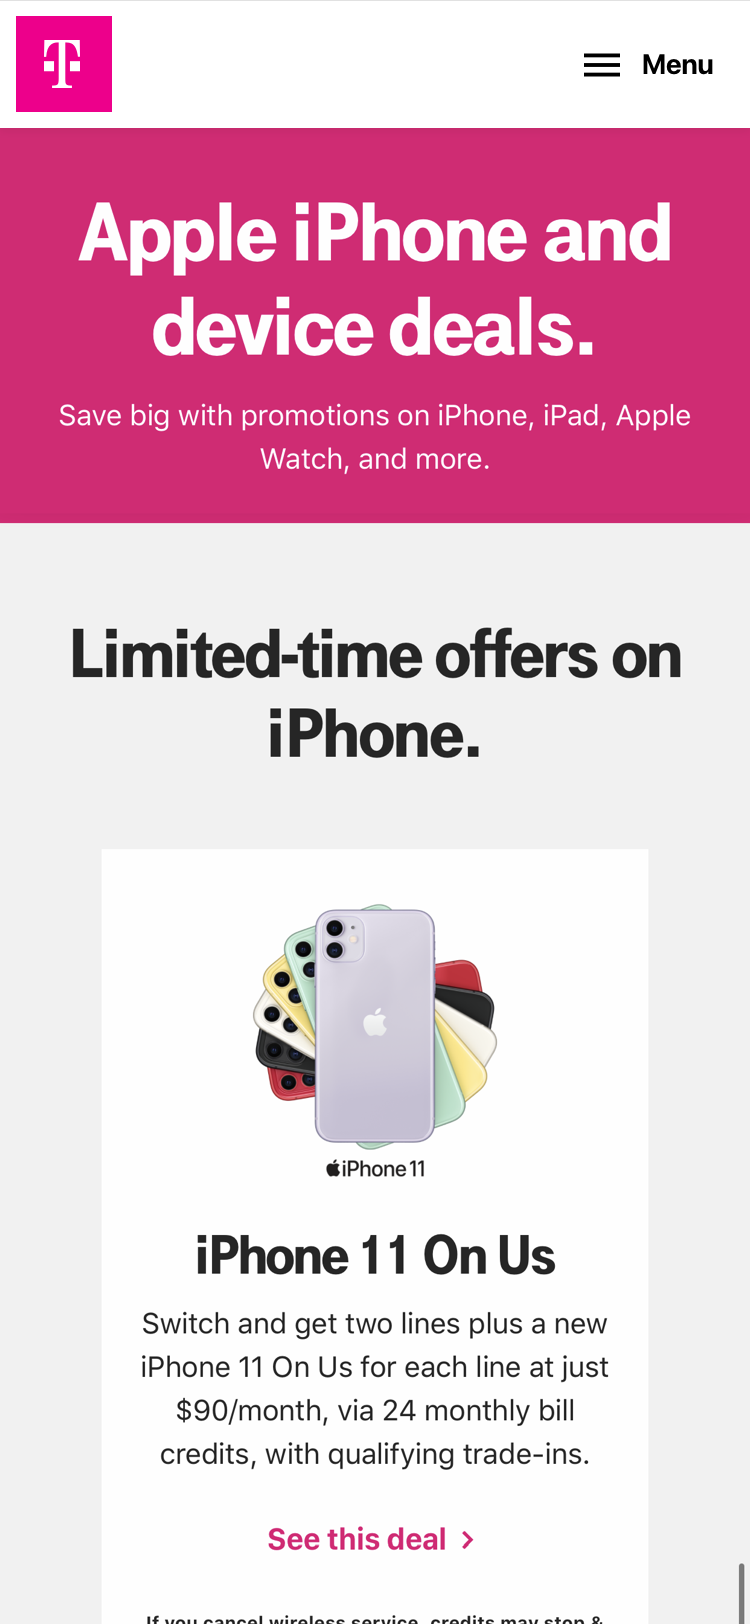 T
Menu
Apple iPhone and
device deals.
Save big with promotions on iPhone, iPad, Apple
Watch, and more.
Limited-time offers on
iPhone.
iPhone 11
iPhone 11 On Us
Switch and get two lines plus a new
iPhone 11 On Us for each line at just
$90/month, via 24 monthly bill
credits, with qualifying trade-ins.
See this deal
If you cancel wireless service, credits may stop &